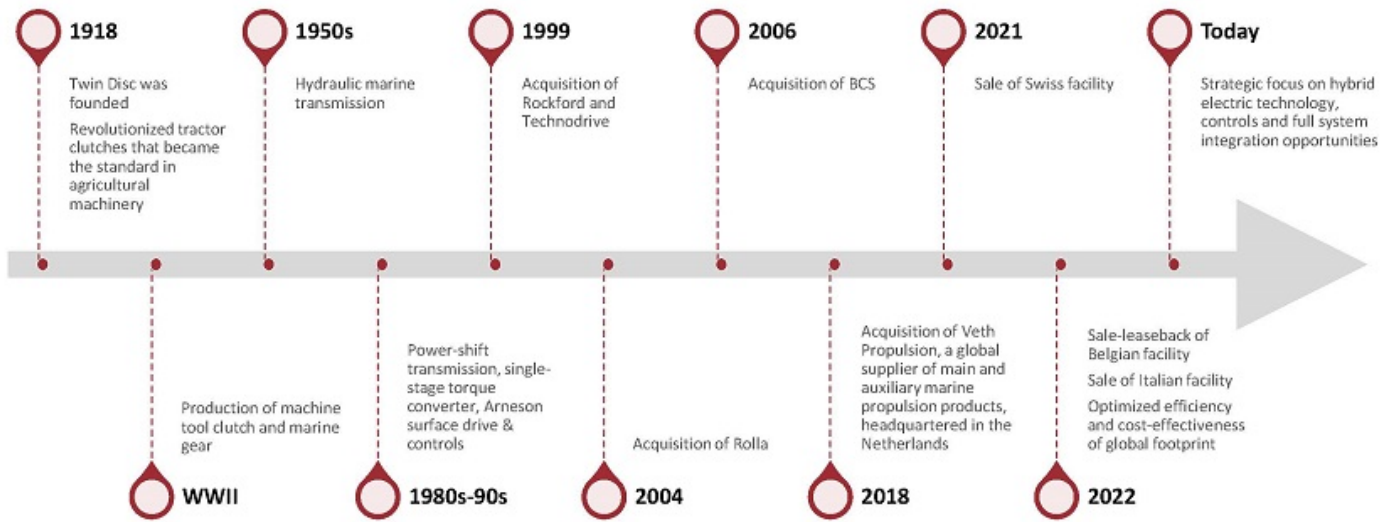 1918
Twin Disc was
founded
Revolutionized tractor
clutches that became
the standard in
agricultural
machinery
1950s
Hydraulic marine
transmission
1999
Acquisition of
Rockford and
Technodrive
2006
Acquisition of BCS
2021
Sale of Swiss facility
Today
Strategic focus on hybrid
electric technology,
controls and full system
integration opportunities
Production of machine
tool clutch and marine
gear
WWII
Power-shift
transmission, single-
stage torque
converter, Arneson
surface drive &
controls
1980s-90s
Acquisition of Rolla
2004
Acquisition of Veth
Propulsion, a global
supplier of main and
auxiliary marine
propulsion products,
headquartered in the
Netherlands
2018
Sale-leaseback of
Belgian facility
Sale of Italian facility
Optimized efficiency
and cost-effectiveness
of global footprint
2022